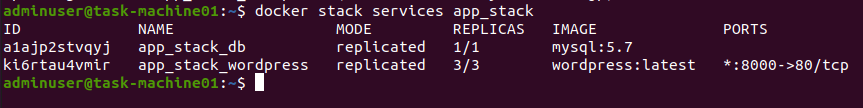 adminuser@task-machine01:~$ docker stack services app_stack
ID NAME MODE REPLICAS IMAGE PORTS
a1ajp2stvqyj app_stack_db replicated 1/1 mysql:5.7
ki6rtau4vmir app_stack_wordpress replicated 3/3 wordpress:latest *:8000->80/tcp
adminuser@task-machine01:~$